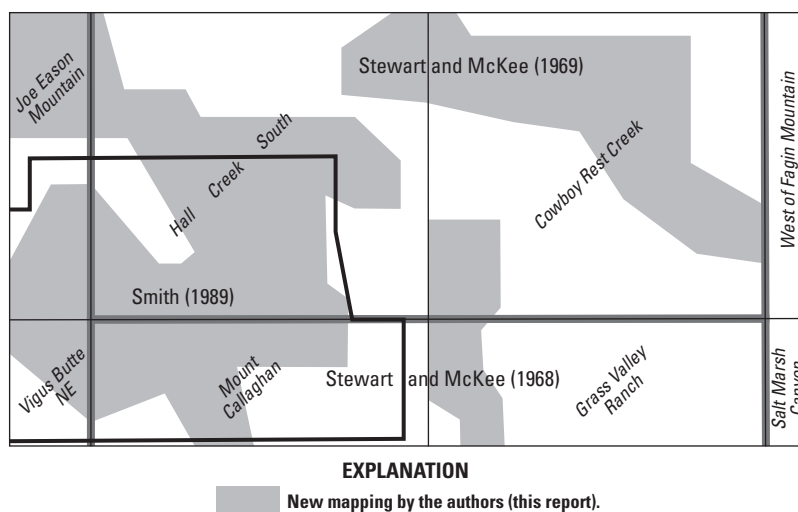 Joe Eason
Mountain
Stewart and McKee (1969)
Hall Creek South
Cowboy Rest Creek
West of Fagin Mountain
Smith (1989)
Vigus Butte
NE
Mount
Callaghan
Stewart and McKee (1968)
Grass Valley
Ranch
Salt Marsh
Canyon
EXPLANATION
New mapping by the authors (this report).